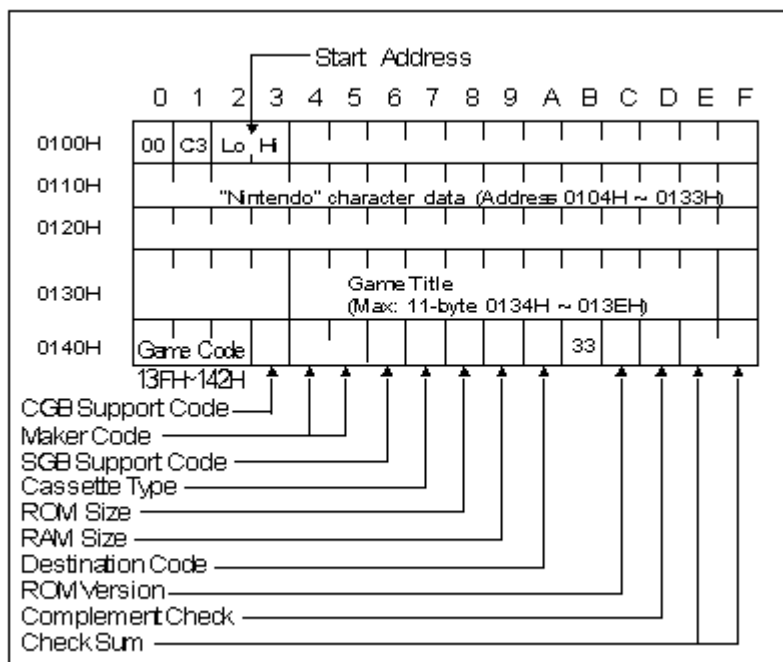 Start Address
0 1 2 3 4 5 6 7 8 9 A B C D E F
0100H 00 C3 Lo Hi
0110H "Nintendo" character data (Address 0104H ~ 0133H)
0120H
0130H Game Title
(Max: 11-byte 0134H ~ 013EH)
0140H Game Code 33
13FH~142H
CGB Support Code
Maker Code
SGB Support Code
Cassette Type
ROM Size
RAM Size
Destination Code
ROM Version
Complement Check
Check Sum